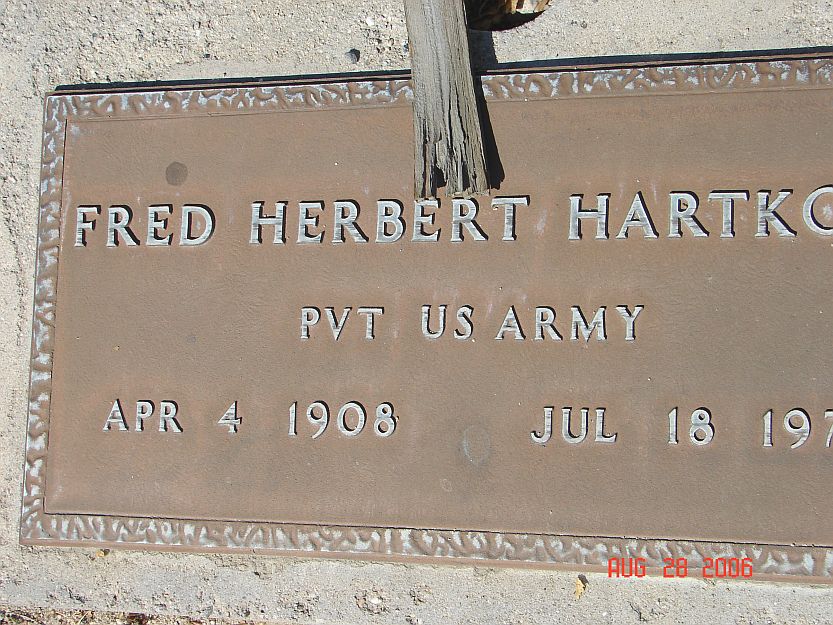 FRED HERBERT HARTKO
PVT US ARMY
APR 4 1908 JUL 18 197
AUG 28 2006